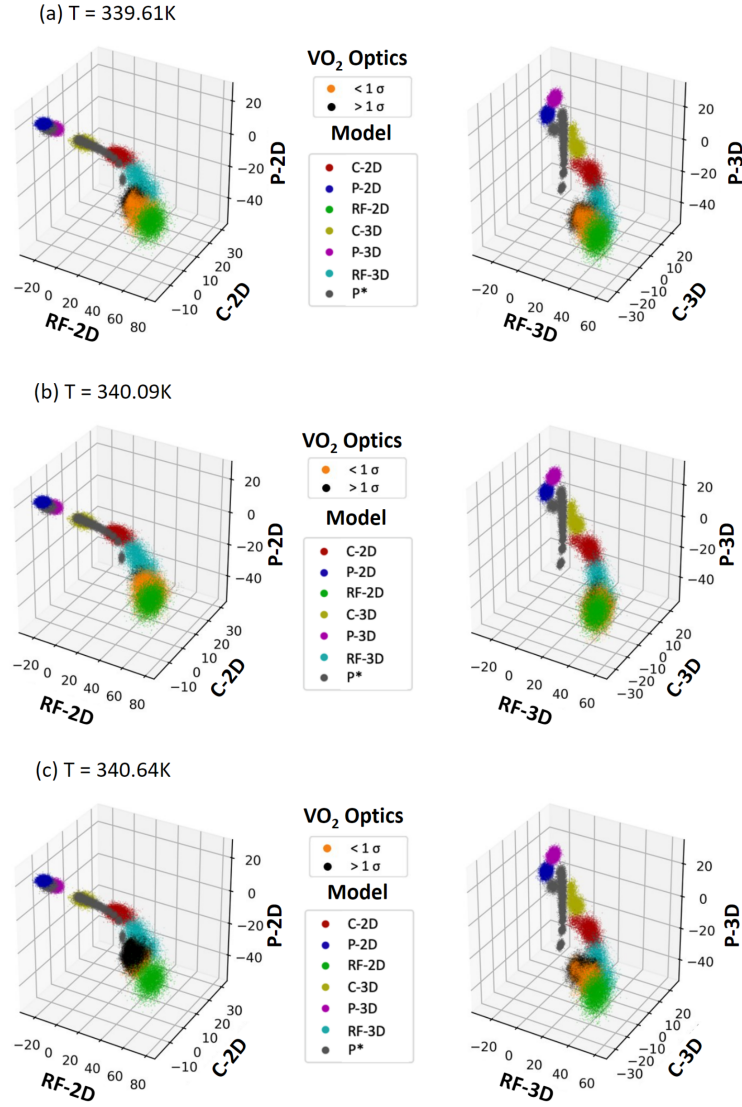 (a) T = 339.61K
VO2 Optics
< 1 σ
> 1 σ
Model
C-2D
P-2D
RF-2D
C-3D
P-3D
RF-3D
P*
20
0
−20
−40
P-2D
30
20
10
0
−10
C-2D
−20
0
20
40
60
80
RF-2D
20
0
−20
−40
P-3D
20
10
0
−10
−20
−30
C-3D
−20
0
20
40
60
RF-3D
(b) T = 340.09K
VO2 Optics
< 1 σ
> 1 σ
Model
C-2D
P-2D
RF-2D
C-3D
P-3D
RF-3D
P*
20
0
−20
−40
P-2D
30
20
10
0
−10
C-2D
−20
0
20
40
60
80
RF-2D
20
0
−20
−40
P-3D
20
10
0
−10
−20
−30
C-3D
−20
0
20
40
60
RF-3D
(c) T = 340.64K
VO2 Optics
< 1 σ
> 1 σ
Model
C-2D
P-2D
RF-2D
C-3D
P-3D
RF-3D
P*
20
0
−20
−40
P-2D
30
20
10
0
−10
C-2D
−20
0
20
40
60
80
RF-2D
20
0
−20
−40
P-3D
20
10
0
−10
−20
−30
C-3D
−20
0
20
40
60
RF-3D